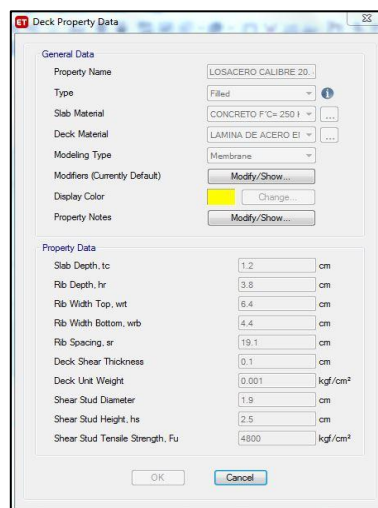 ET Deck Property Data
General Data
Property Name LOSACERO CALIBRE 20.
Type Filled
Slab Material CONCRETO F'C= 250 ...
Deck Material LAMINA DE ACERO ...
Modeling Type Membrane
Modifiers (Currently Default) Modify/Show...
Display Color Change...
Property Notes Modify/Show...
Property Data
Slab Depth, tc 1.2 cm
Rib Depth, hr 3.8 cm
Rib Width Top, wrt 6.4 cm
Rib Width Bottom, wrb 4.4 cm
Rib Spacing, sr 19.1 cm
Deck Shear Thickness 0.1 cm
Deck Unit Weight 0.001 kgf/cm²
Shear Stud Diameter 1.9 cm
Shear Stud Height, hs 2.5 cm
Shear Stud Tensile Strength, Fu 4800 kgf/cm²
OK Cancel